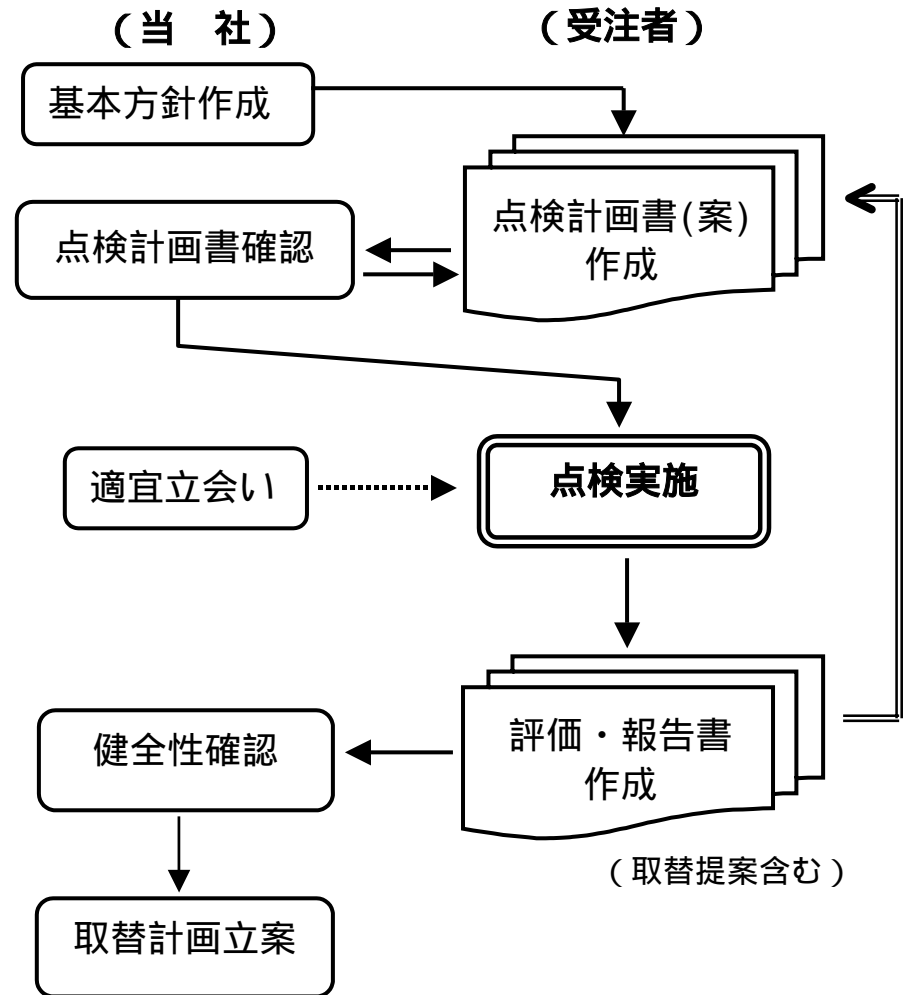 （当　社）
（受注者）
基本方針作成
点検計画書(案)
作成
点検計画書確認
適宜立会い
点検実施
評価・報告書
作成
健全性確認
（取替提案含む）
取替計画立案